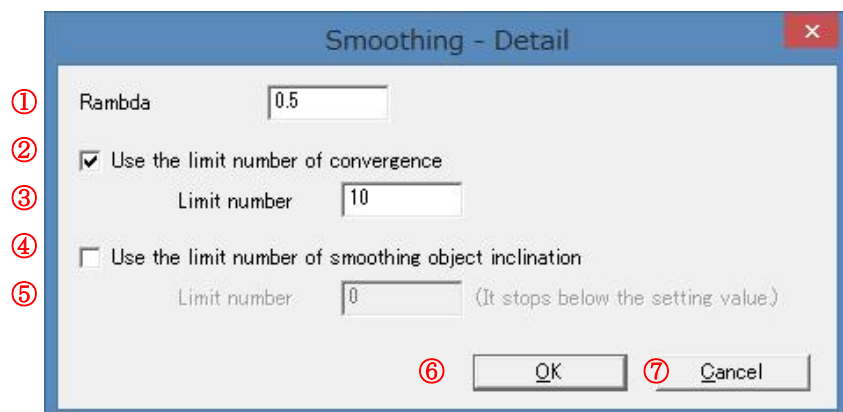 Smoothing - Detail
×
① Rambda 0.5
② Use the limit number of convergence
③ Limit number 10
④ Use the limit number of smoothing object inclination
⑤ Limit number 0 (It stops below the setting value.)
⑥ OK ⑦ Cancel